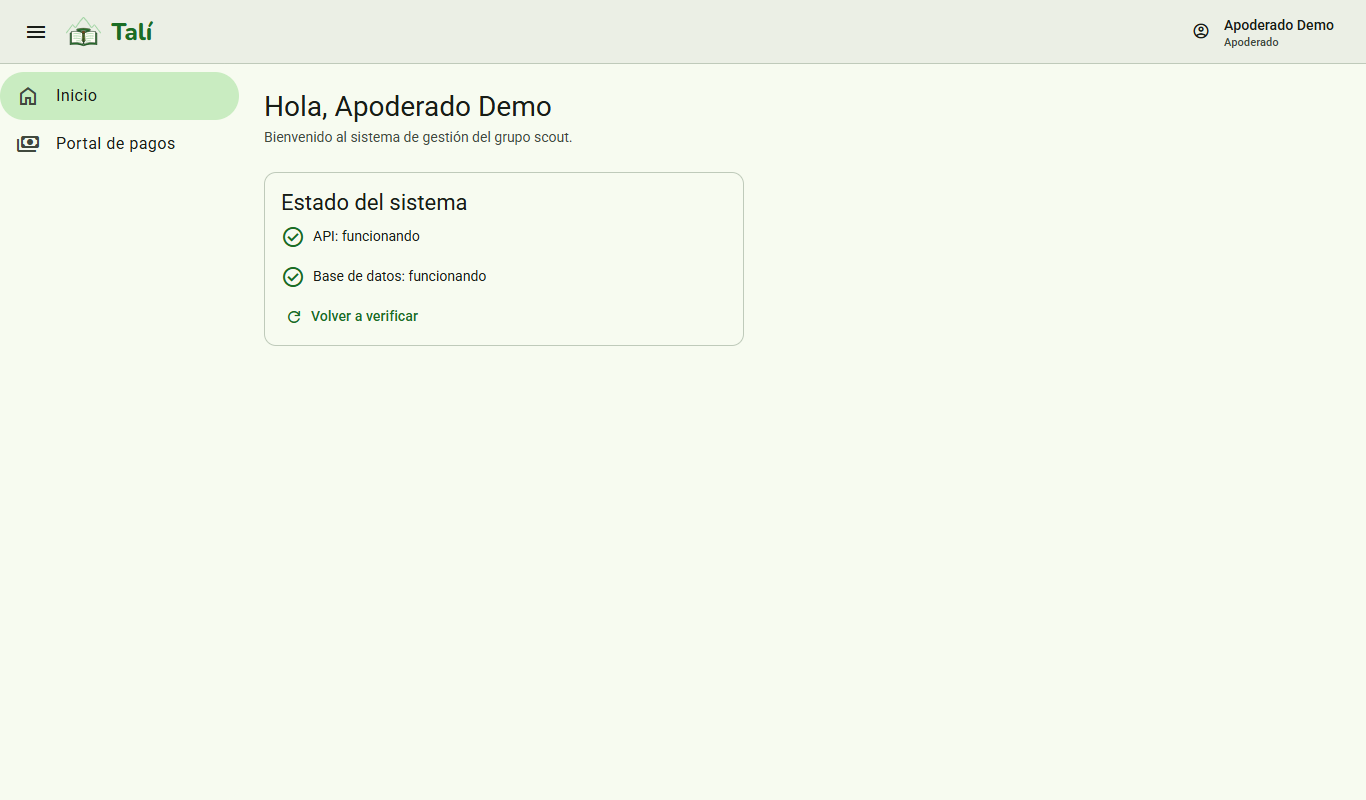 Talí
Apoderado Demo
Apoderado
Inicio
Portal de pagos
Hola, Apoderado Demo
Bienvenido al sistema de gestión del grupo scout.
Estado del sistema
API: funcionando
Base de datos: funcionando
Volver a verificar